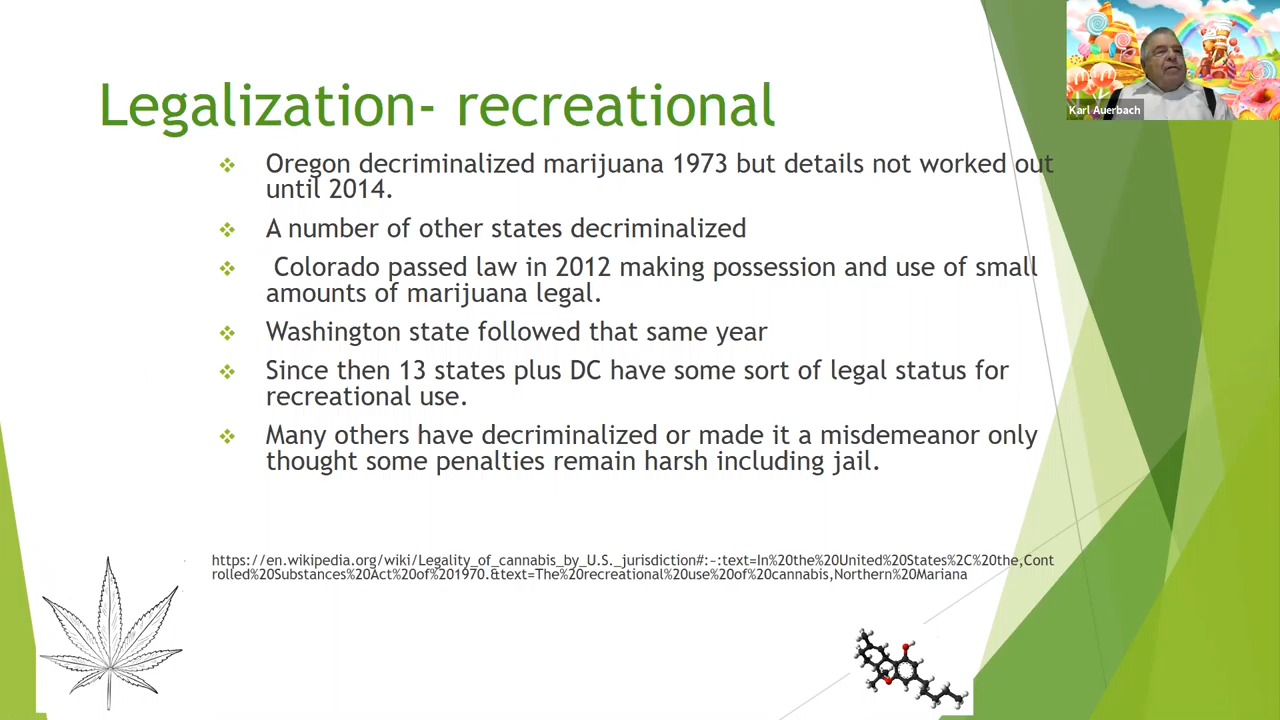 Legalization- recreational
Karl Auerbach
Oregon decriminalized marijuana 1973 but details not worked out
until 2014.
A number of other states decriminalized
Colorado passed law in 2012 making possession and use of small
amounts of marijuana legal.
Washington state followed that same year
Since then 13 states plus DC have some sort of legal status for
recreational use.
Many others have decriminalized or made it a misdemeanor only
thought some penalties remain harsh including jail.
https://en.wikipedia.org/wiki/Legality_of_cannabis_by_U.S._jurisdiction#:~:text=In%20the%20United%20States%2C%20the,Cont
rolled%20Substances%20Act%20of%201970.&text=The%20recreational%20use%20of%20cannabis,Northern%20Mariana